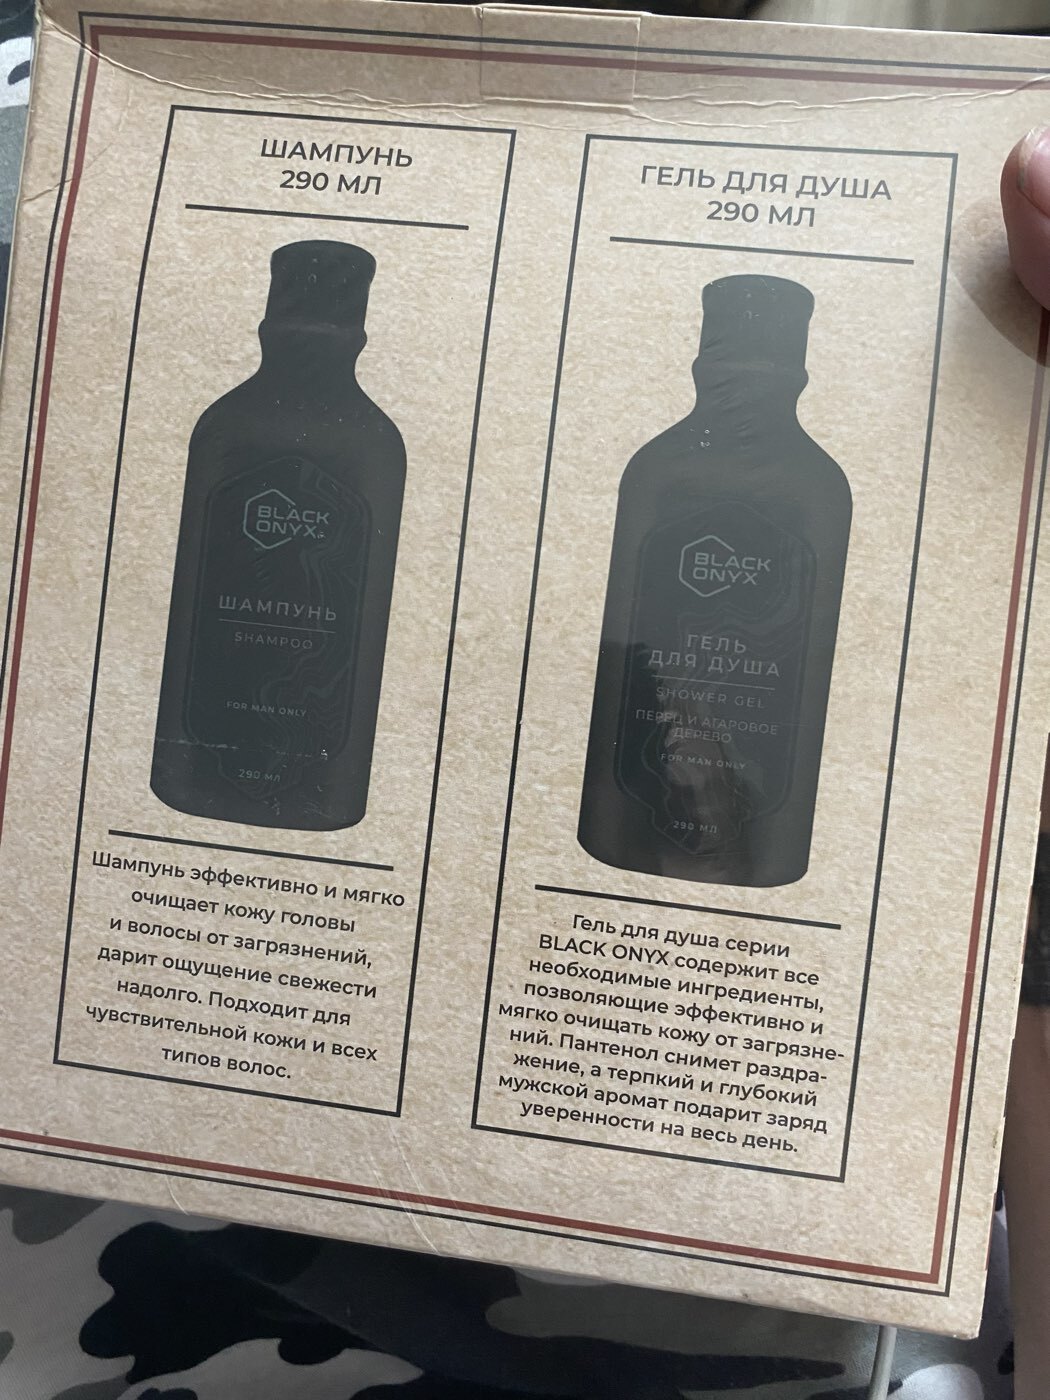 ШАМПУНЬ
290 МЛ
BLACK
ONYX
ШАМПУНЬ
SHAMPOO
FOR MAN ONLY
290 МЛ
Шампунь эффективно и мягко
очищает кожу головы
и волосы от загрязнений,
дарит ощущение свежести
надолго. Подходит для
чувствительной кожи и всех
типов волос.
ГЕЛЬ ДЛЯ ДУША
290 МЛ
BLACK
ONYX
ГЕЛЬ
ДЛЯ ДУША
SHOWER GEL
ПЕРЕЦ И АГАРОВОЕ
ДЕРЕВО
FOR MAN ONLY
290 МЛ
Гель для душа серии
BLACK ONYX содержит все
необходимые ингредиенты,
позволяющие эффективно и
мягко очищать кожу от загрязне-
ний. Пантенол снимет раздра-
жение, а терпкий и глубокий
мужской аромат подарит заряд
уверенности на весь день.